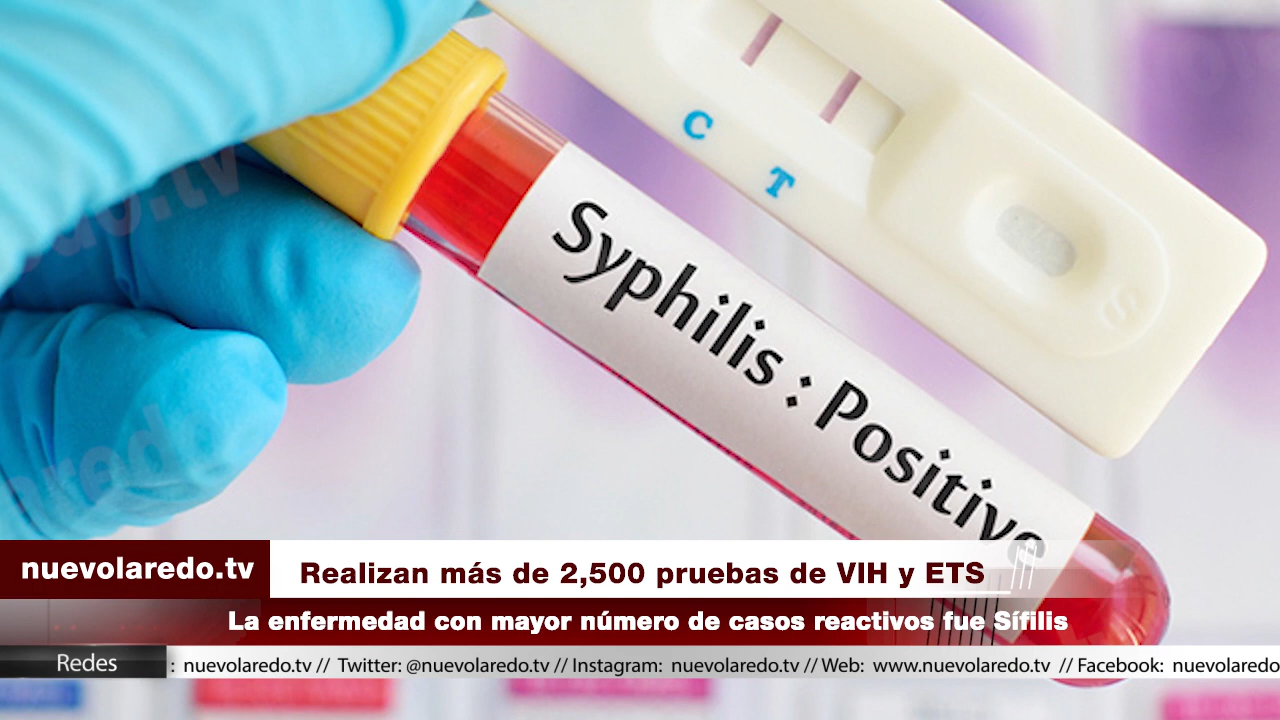 C
T
S
Syphilis : Positive
nuevolaredo.tv
Realizan más de 2,500 pruebas de VIH y ETS
La enfermedad con mayor número de casos reactivos fue Sífilis
Redes
: nuevolaredo.tv // Twitter: @nuevolaredo.tv // Instagram: nuevolaredo.tv // Web: www.nuevolaredo.tv // Facebook: nuevolaredo